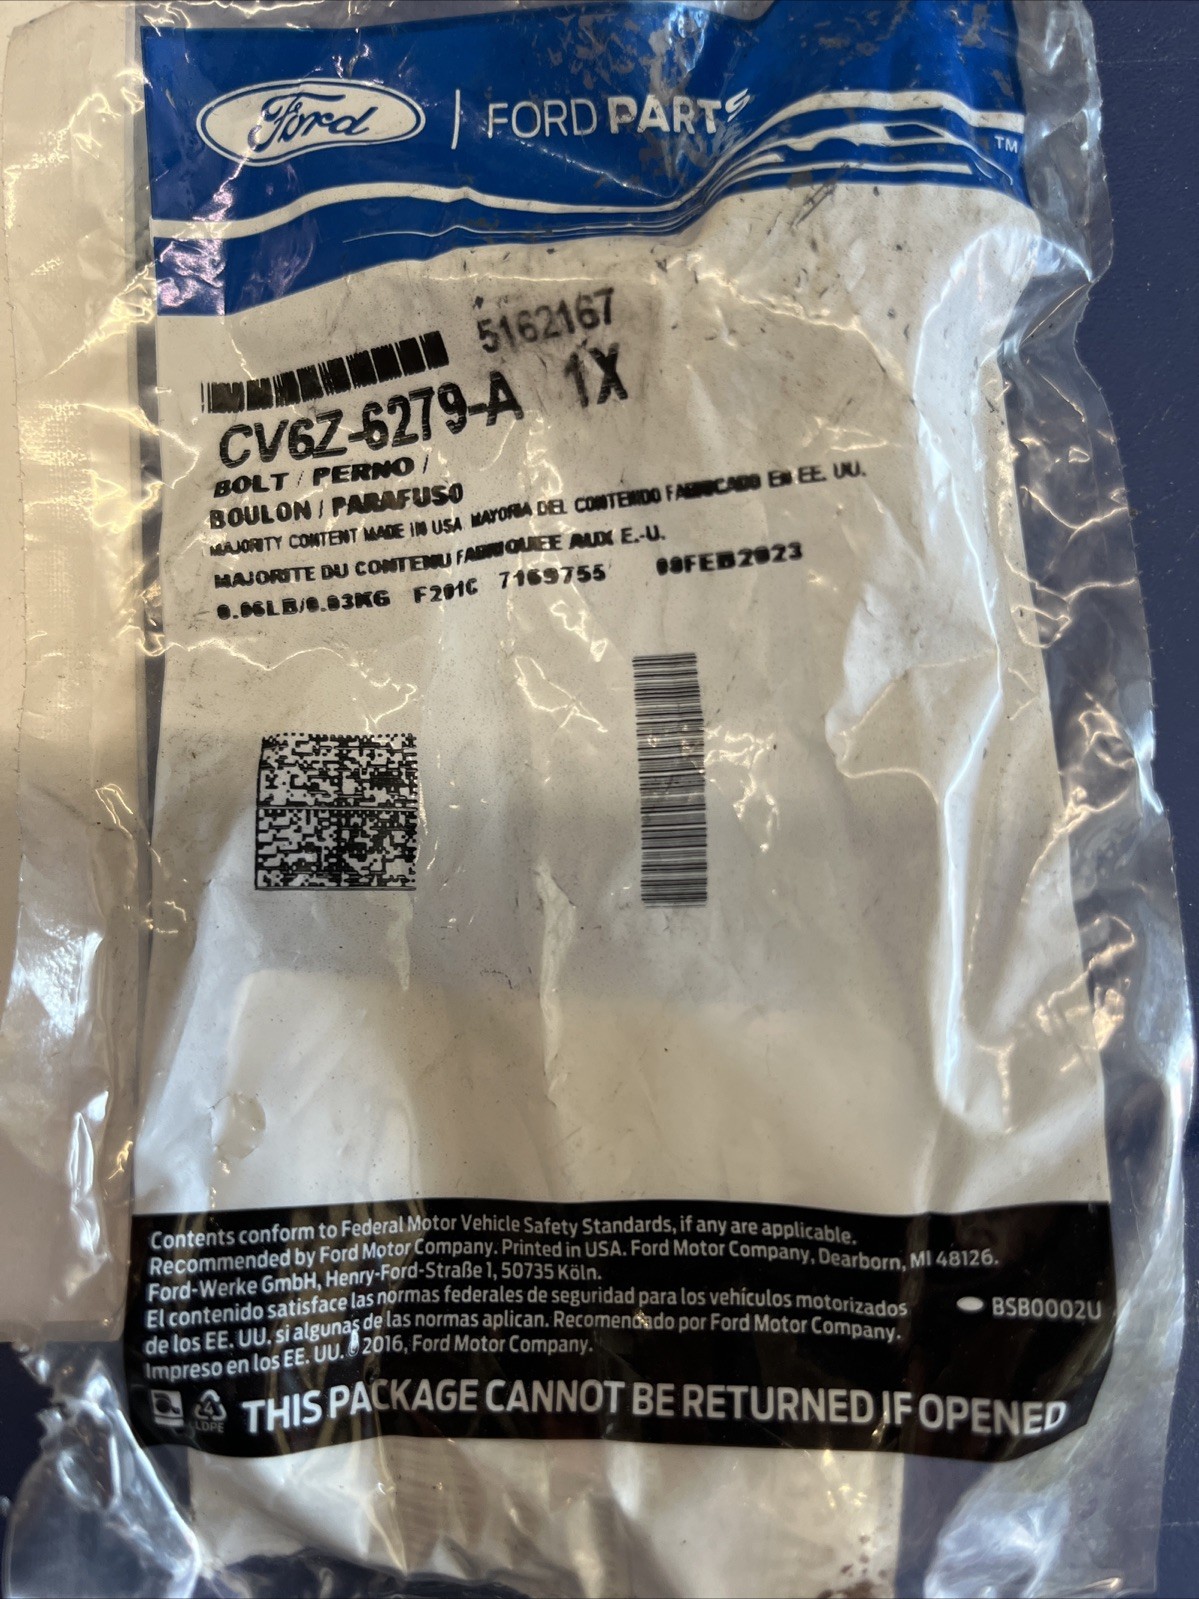 Ford | FORD PARTS
TM
5162167
CV6Z-6279-A 1X
BOLT / PERNO /
BOULON / PARAFUSO
MAJORITY CONTENT MADE IN USA MAYORIA DEL CONTENIDO FABRICADO EN EE. UU.
MAJORITE DU CONTENU FABRIQUEE AUX E.-U.
0.06LB/0.03KG F201C 7169755 08FEB2023
Contents conform to Federal Motor Vehicle Safety Standards, if any are applicable.
Recommended by Ford Motor Company. Printed in USA. Ford Motor Company, Dearborn, MI 48126.
Ford-Werke GmbH, Henry-Ford-Straße 1, 50735 Köln.
El contenido satisface las normas federales de seguridad para los vehículos motorizados
de los EE. UU. si algunas de las normas aplican. Recomendado por Ford Motor Company.
Impreso en los EE. UU. © 2016, Ford Motor Company.
BSB0002U
4
LDPE
THIS PACKAGE CANNOT BE RETURNED IF OPENED